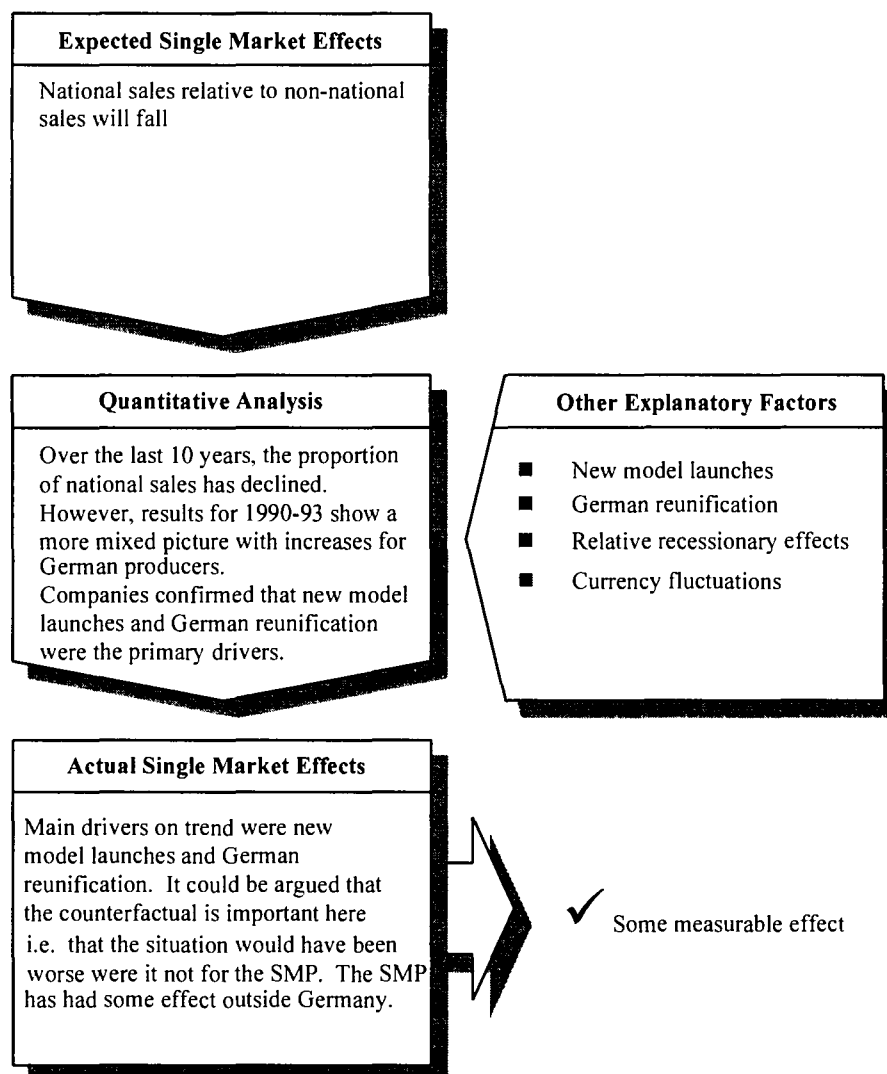 Expected Single Market Effects
National sales relative to non-national
sales will fall
Quantitative Analysis
Over the last 10 years, the proportion
of national sales has declined.
However, results for 1990-93 show a
more mixed picture with increases for
German producers.
Companies confirmed that new model
launches and German reunification
were the primary drivers.
Other Explanatory Factors
■ New model launches
■ German reunification
■ Relative recessionary effects
■ Currency fluctuations
Actual Single Market Effects
Main drivers on trend were new
model launches and German
reunification. It could be argued that
the counterfactual is important here
i.e. that the situation would have been
worse were it not for the SMP. The SMP
has had some effect outside Germany.
✓ Some measurable effect